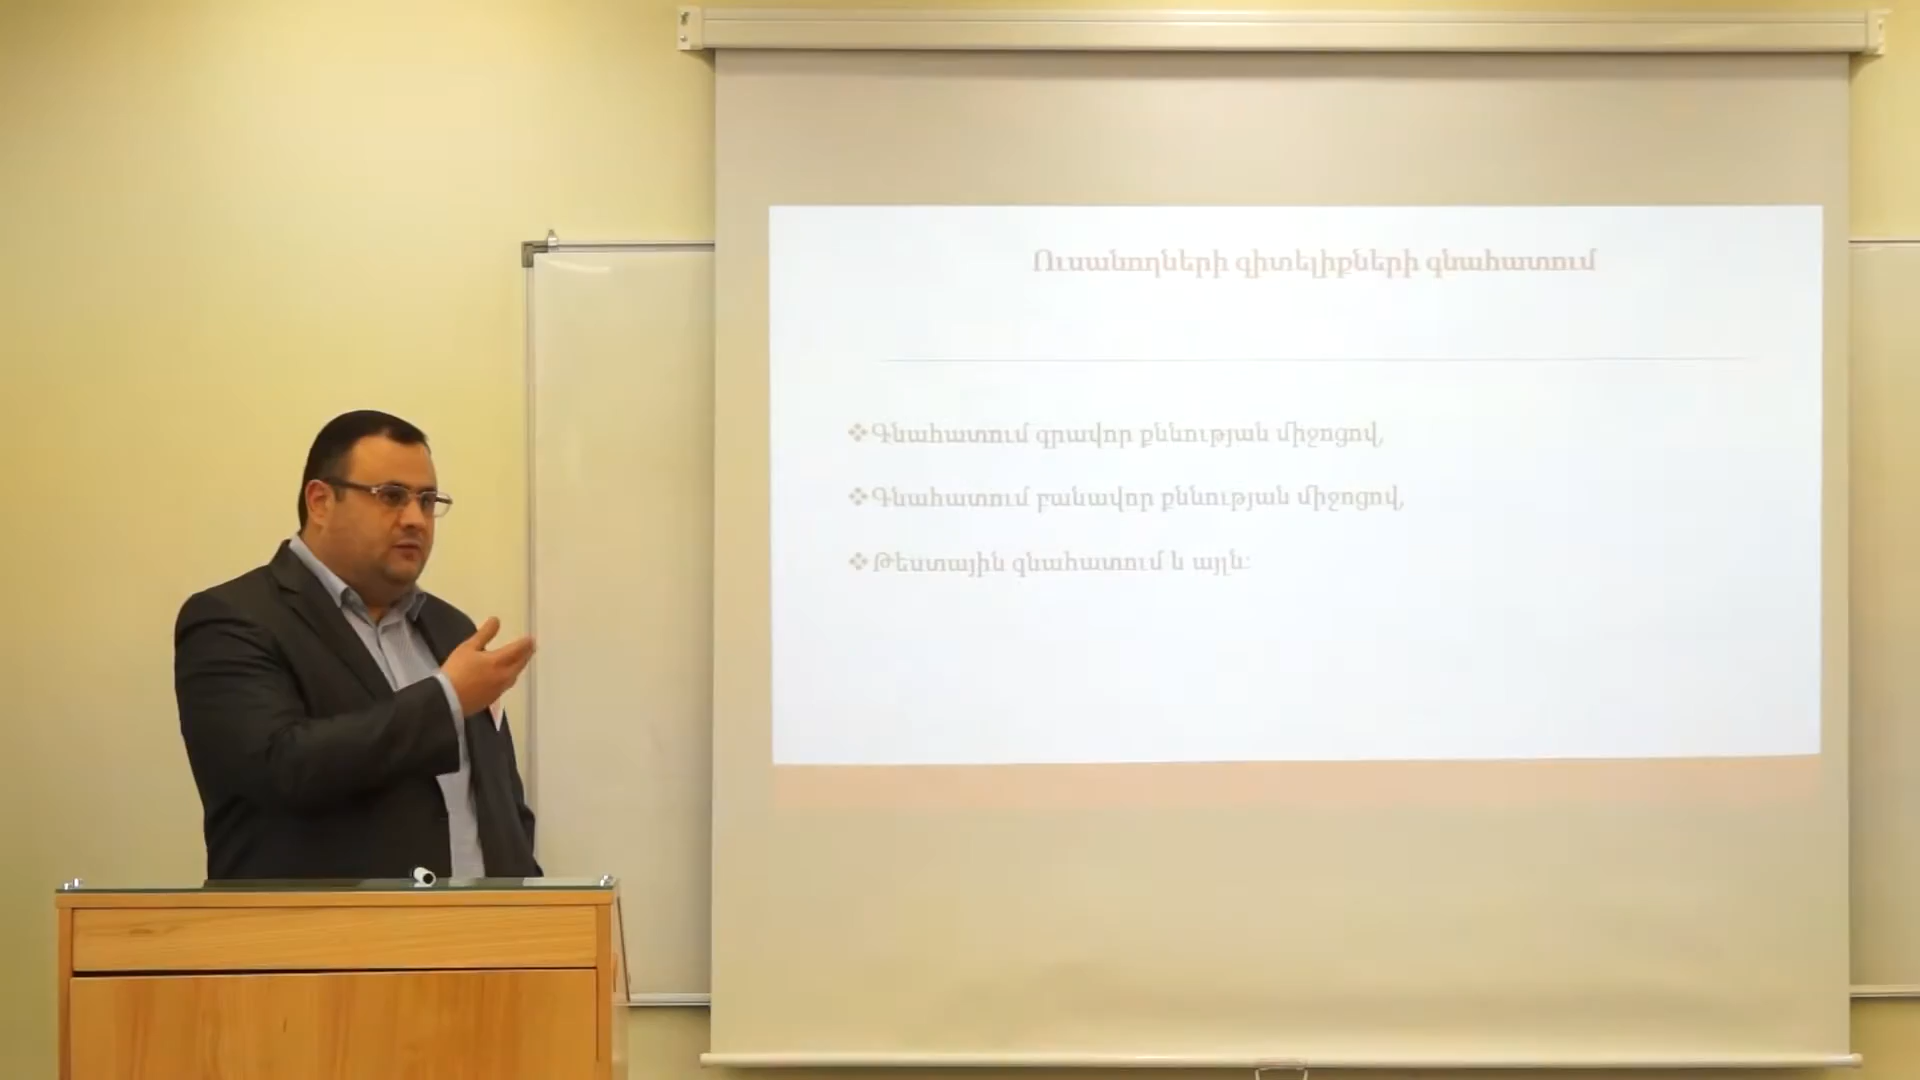 Ուսանողների գիտելիքների գնահատում
❖Գնահատում գրավոր քննության միջոցով,
❖Գնահատում բանավոր քննության միջոցով,
❖Թեստային գնահատում և այլն: